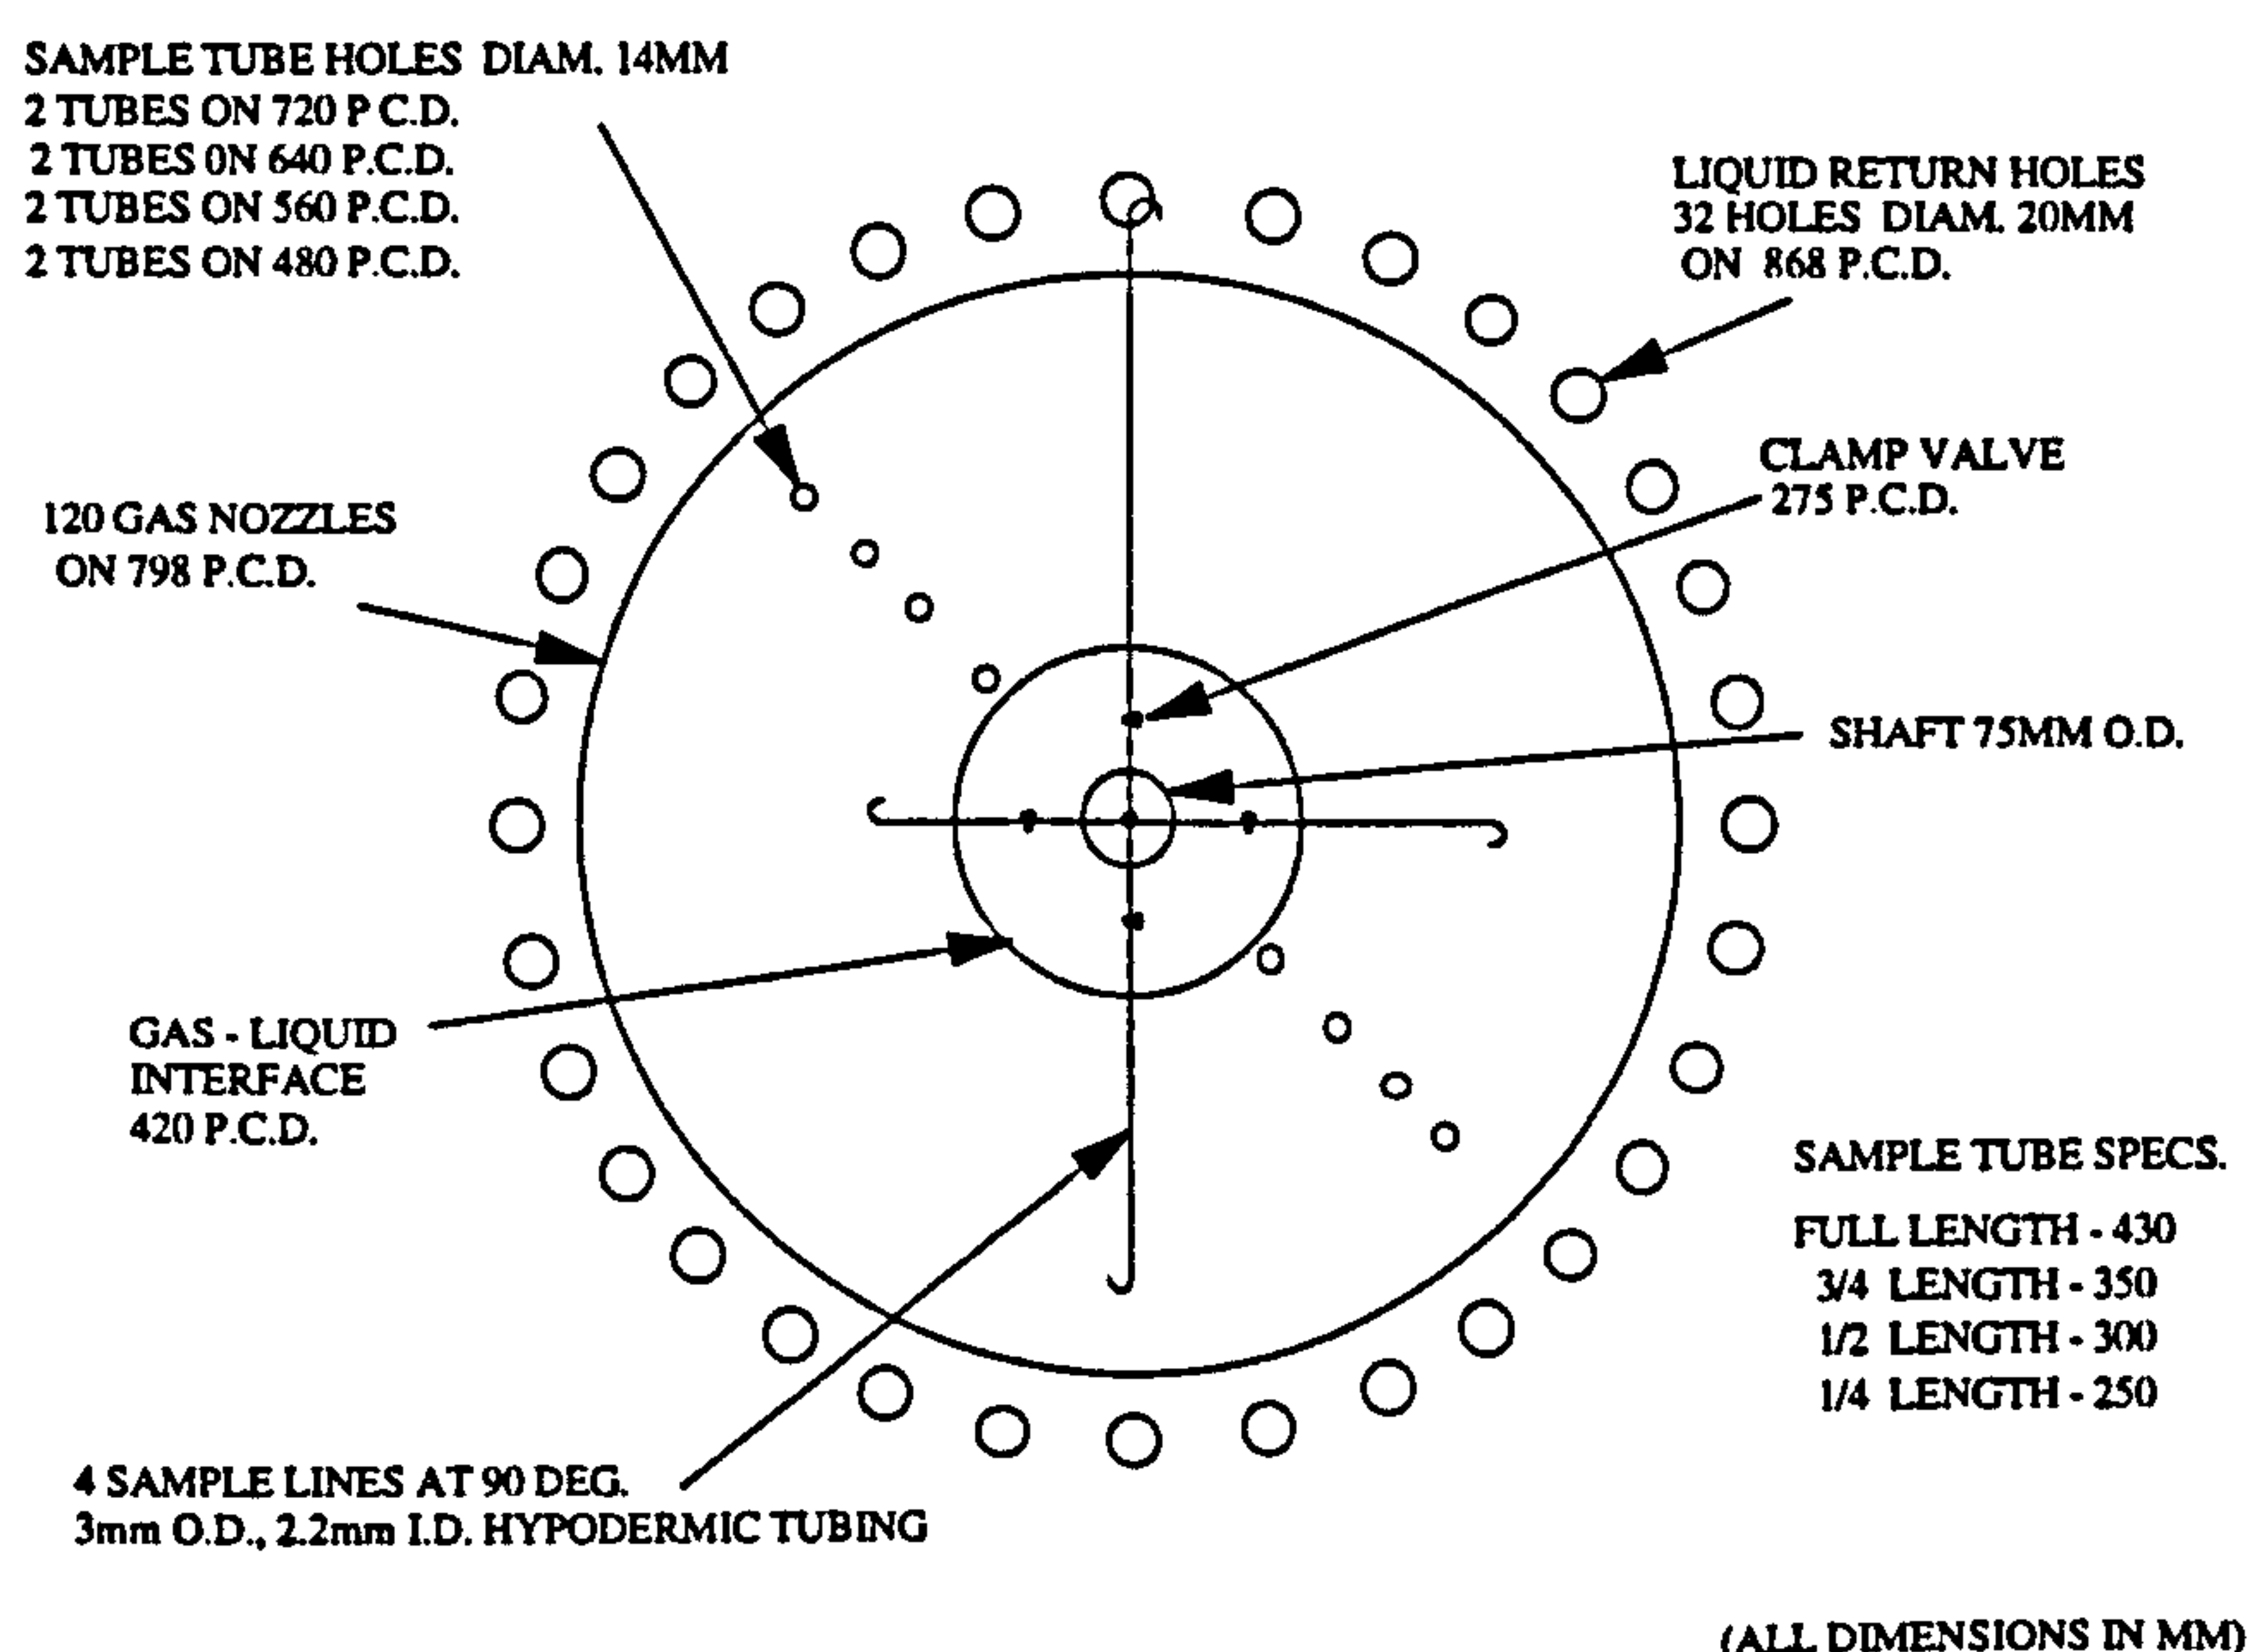 SAMPLE TUBE HOLES DIAM. 14MM
2 TUBES ON 720 P C.D.
2 TUBES ON 640 P.C.D.
2 TUBES ON 560 P.C.D.
2 TUBES ON 480 P.C.D.
LIQUID RETURN HOLES
32 HOLES DIAM. 20MM
ON 868 P.C.D.
CLAMP VALVE
275 P.C.D.
120 GAS NOZZLES
ON 798 P.C.D.
SHAFT 75MM O.D.
GAS - LIQUID
INTERFACE
420 P.C.D.
SAMPLE TUBE SPECS.
FULL LENGTH - 430
3/4 LENGTH - 350
1/2 LENGTH - 300
1/4 LENGTH - 250
4 SAMPLE LINES AT 90 DEG.
3mm O.D., 2.2mm I.D. HYPODERMIC TUBING
(ALL DIMENSIONS IN MM)